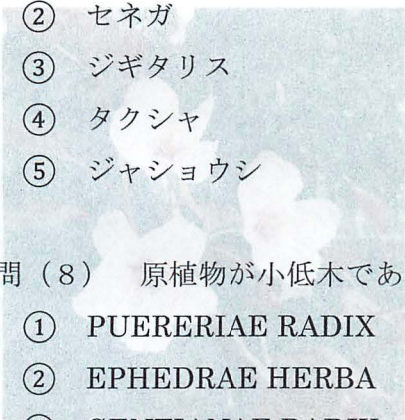 ② セネガ
③ ジギタリス
④ タクシャ
⑤ ジャショウシ
問(8) 原植物が小低木であ
① PUERERIAE RADIX
② EPHEDRAE HERBA